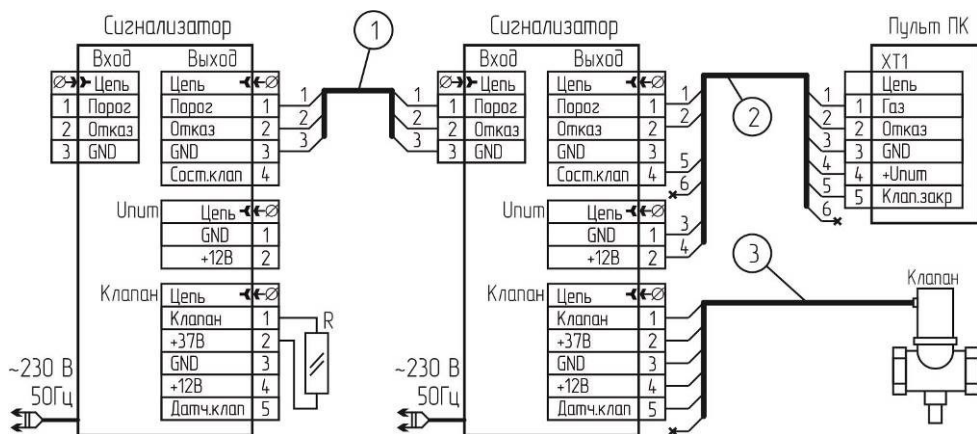 Сигнализатор
Вход
Цепь
1 Порог
2 Отказ
3 GND
Выход
Цепь
Порог 1
Отказ 2
GND 3
Сост.клап 4
Uпит
Цепь
GND 1
+12В 2
Клапан
Цепь
Клапан 1
+37В 2
GND 3
+12В 4
Датч.клап 5
R
~230 В
50Гц
1
2
3
1
1
2
3
Сигнализатор
Вход
Цепь
1 Порог
2 Отказ
3 GND
Выход
Цепь
Порог 1
Отказ 2
GND 3
Сост.клап 4
Uпит
Цепь
GND 1
+12В 2
Клапан
Цепь
Клапан 1
+37В 2
GND 3
+12В 4
Датч.клап 5
~230 В
50Гц
1
2
5
6
3
4
2
1
2
3
4
5
6
Пульт ПК
XT1
Цепь
1 Газ
2 Отказ
3 GND
4 +Uпит
5 Клап.закр
3
Клапан